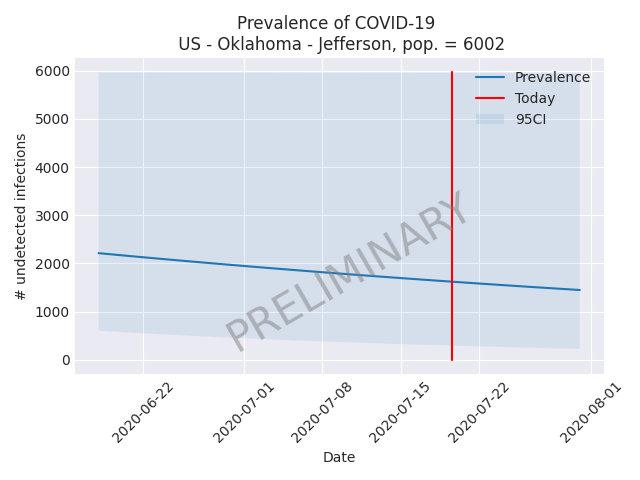 Prevalence of COVID-19
US - Oklahoma - Jefferson, pop. = 6002
6000
5000
4000
3000
2000
1000
0
# undetected infections
Prevalence
Today
95CI
PRELIMINARY
2020-06-22
2020-07-01
2020-07-08
2020-07-15
2020-07-22
2020-08-01
Date